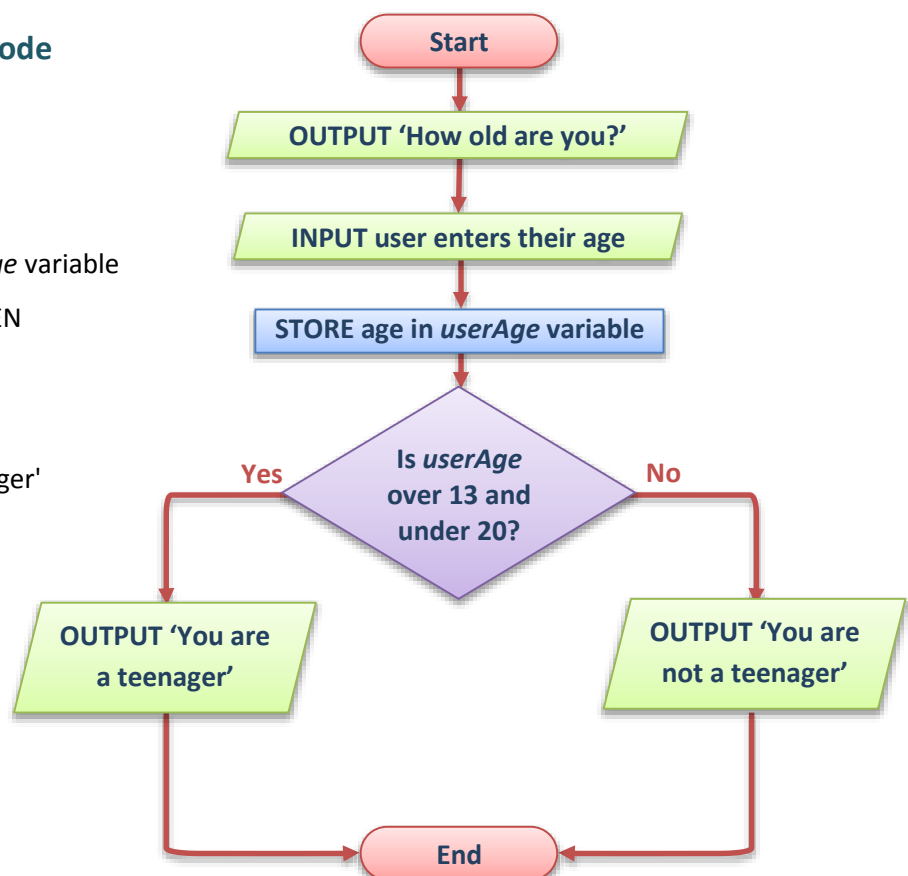 ode
Start
OUTPUT ‘How old are you?’
INPUT user enters their age
variable
STORE age in userAge variable
Is userAge
over 13 and
under 20?
Yes
No
ger'
OUTPUT ‘You are
a teenager’
OUTPUT ‘You are
not a teenager’
End